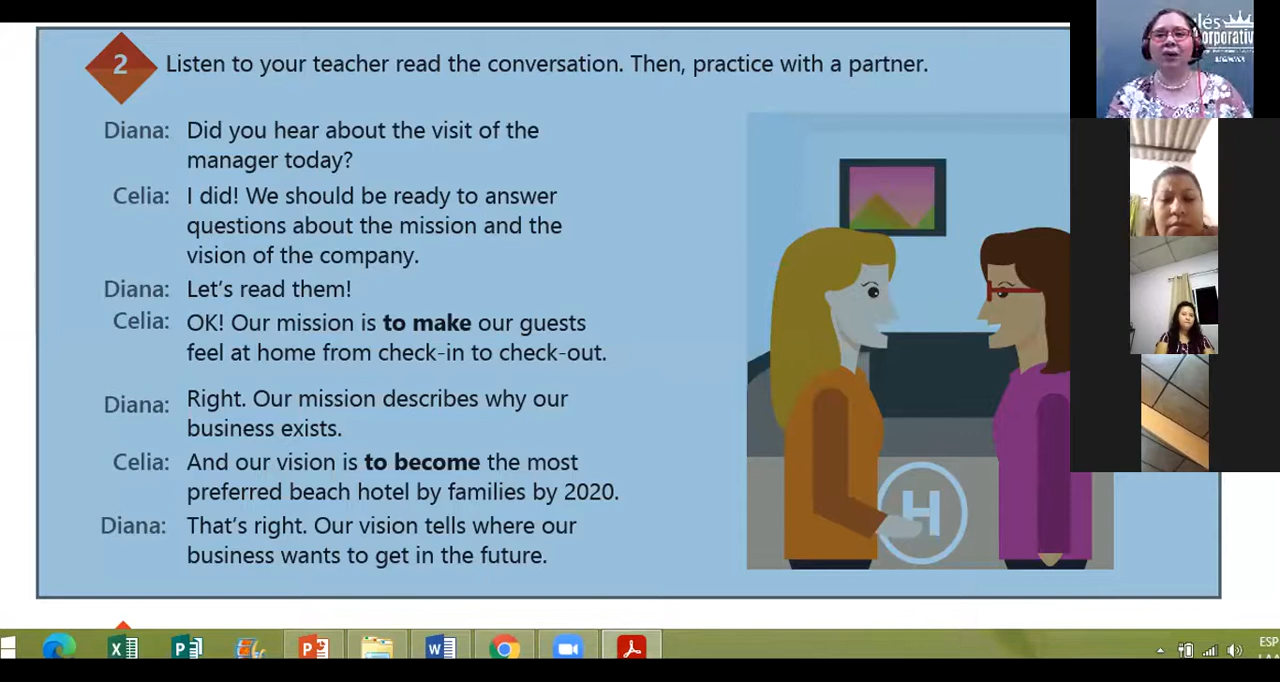 2 Listen to your teacher read the conversation. Then, practice with a partner.
Diana: Did you hear about the visit of the
manager today?
Celia: I did! We should be ready to answer
questions about the mission and the
vision of the company.
Diana: Let's read them!
Celia: OK! Our mission is to make our guests
feel at home from check-in to check-out.
Diana: Right. Our mission describes why our
business exists.
Celia: And our vision is to become the most
preferred beach hotel by families by 2020.
Diana: That's right. Our vision tells where our
business wants to get in the future.
H
lés
orporativ
ESP